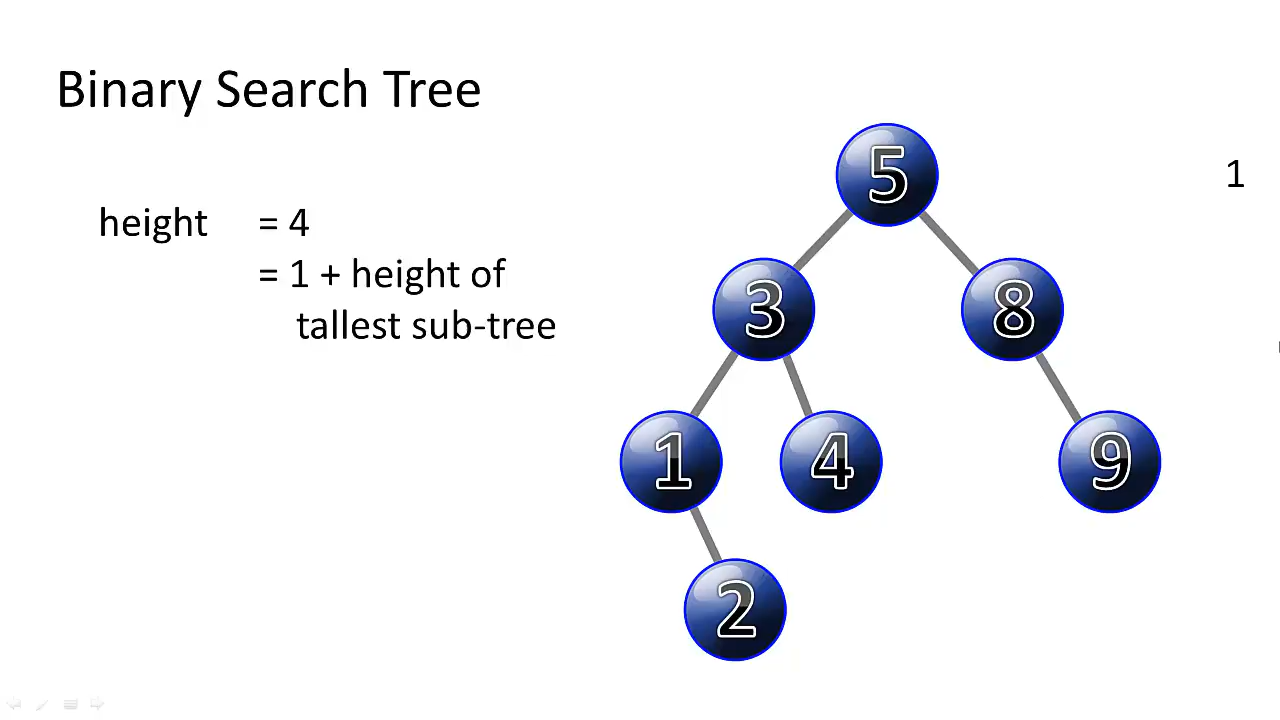 Binary Search Tree
height = 4
= 1 + height of
tallest sub-tree
5
1
3
8
1
4
9
2